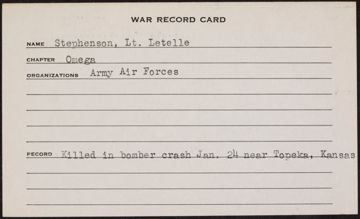 WAR RECORD CARD
NAME Stephenson, Lt. Letelle
CHAPTER Omega
ORGANIZATIONS Army Air Forces
RECORD Killed in bomber crash Jan. 24 near Topeka, Kansas